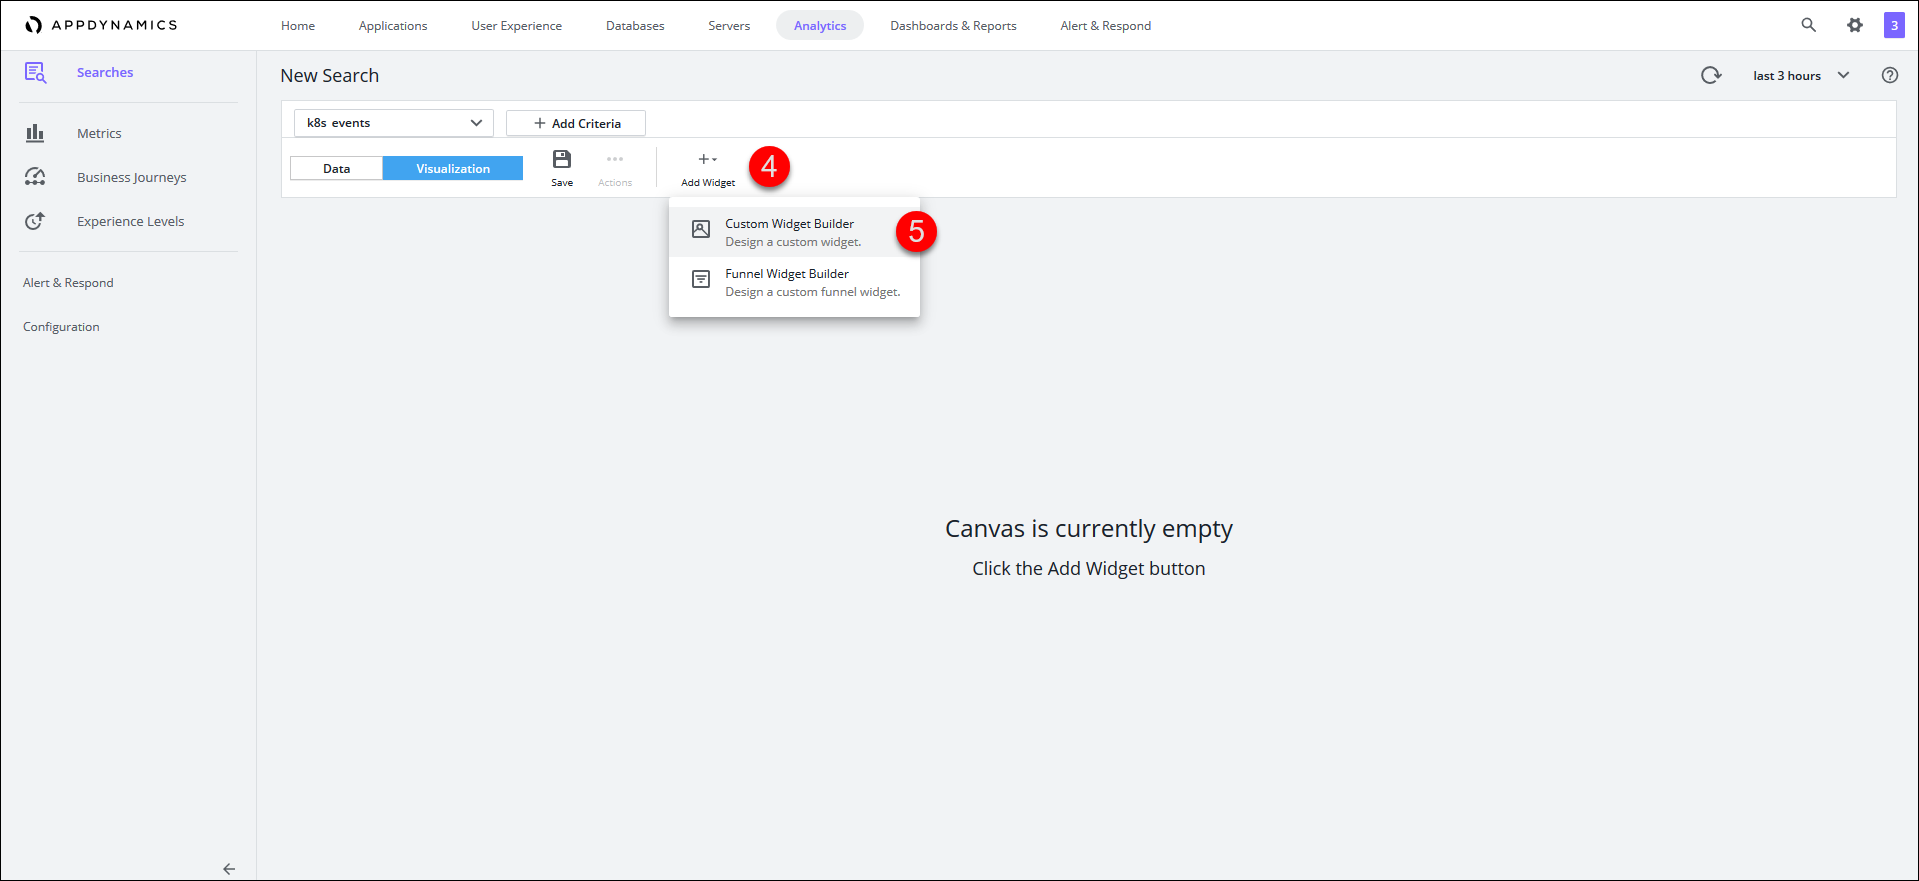 APPDYNAMICS
Home Applications User Experience Databases Servers Analytics Dashboards & Reports Alert & Respond 3
Searches
Metrics
Business Journeys
Experience Levels
Alert & Respond
Configuration
New Search
last 3 hours ?
k8s events
+ Add Criteria
Data Visualization
Save
Actions
Add Widget
4
Custom Widget Builder
Design a custom widget.
5
Funnel Widget Builder
Design a custom funnel widget.
Canvas is currently empty
Click the Add Widget button